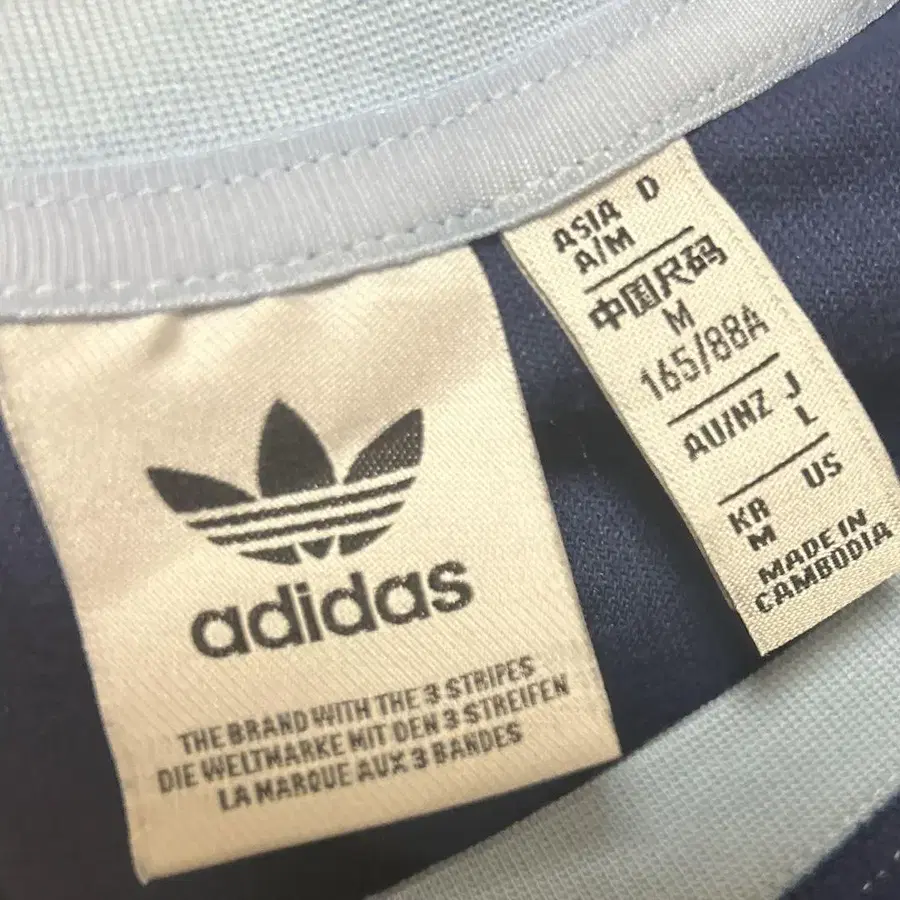 adidas
THE BRAND WITH THE 3 STRIPES
DIE WELTMARKE MIT DEN 3 STREIFEN
LA MARQUE AUX 3 BANDES
ASIA D
A/M
中国尺码
M
165/88A
AU/NZ J
L
KR US
M
MADE IN
CAMBODIA